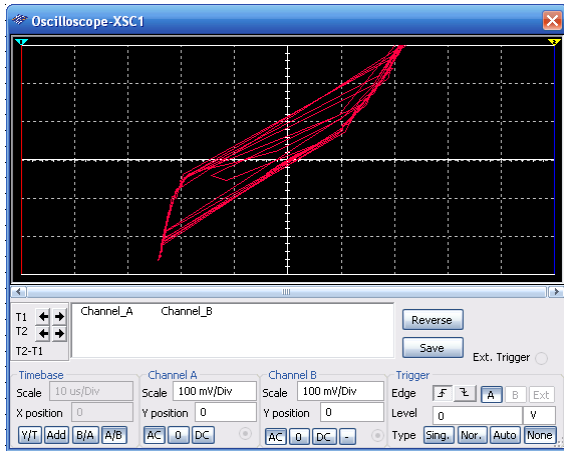 Oscilloscope-XSC1
1
2
T1
T2
T2-T1
Channel_A Channel_B
Reverse
Save
Ext. Trigger
Timebase
Scale 10 us/Div
X position 0
Y/T Add B/A A/B
Channel A
Scale 100 mV/Div
Y position 0
AC 0 DC
Channel B
Scale 100 mV/Div
Y position 0
AC 0 DC -
Trigger
Edge A B Ext
Level 0 V
Type Sing. Nor. Auto None